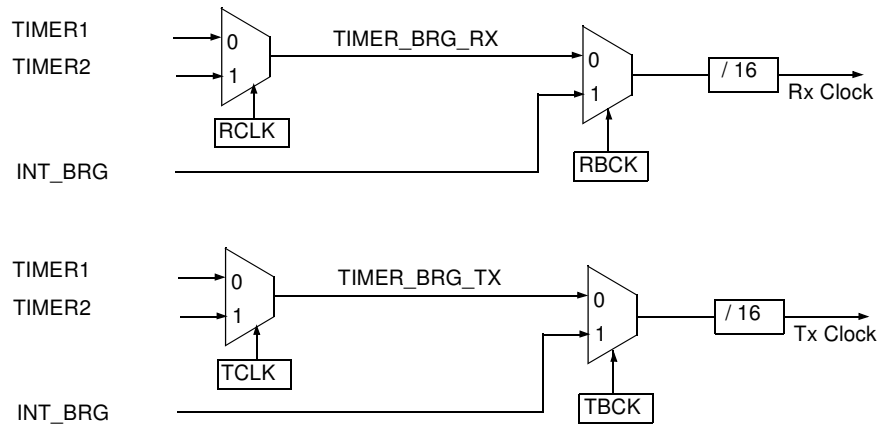 TIMER1
0
TIMER_BRG_RX
TIMER2
1
0
/ 16
1
Rx Clock
RCLK
RBCK
INT_BRG
TIMER1
0
TIMER_BRG_TX
TIMER2
1
0
/ 16
1
Tx Clock
TCLK
TBCK
INT_BRG